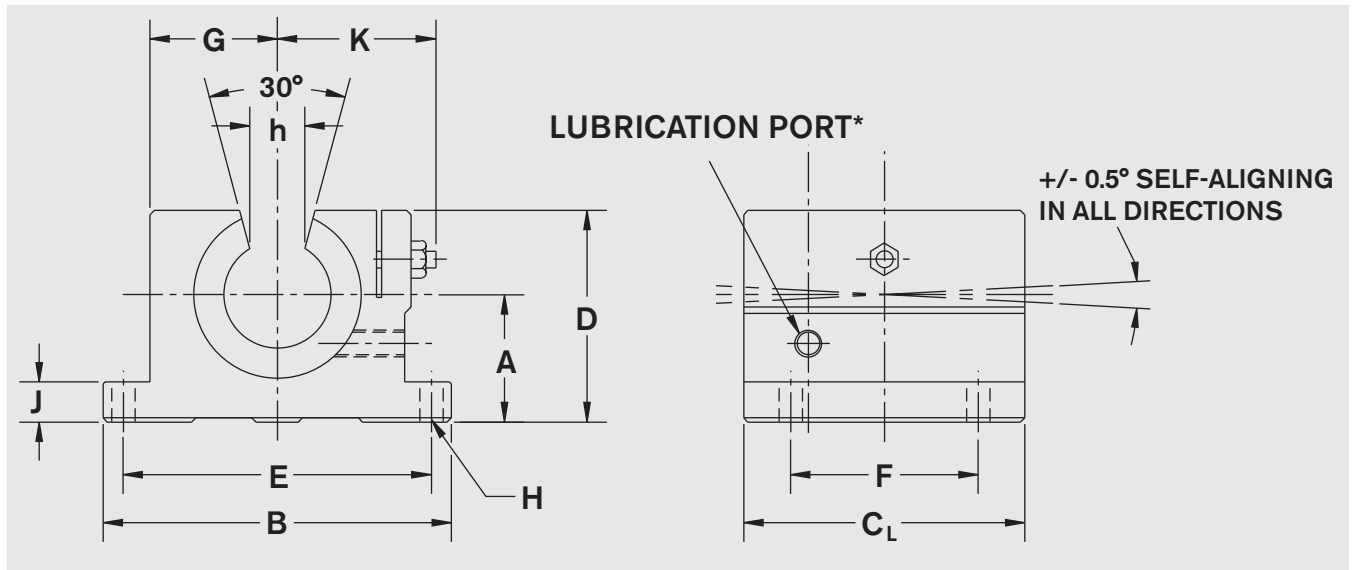 G
K
30°
h
LUBRICATION PORT*
+/- 0.5° SELF-ALIGNING
IN ALL DIRECTIONS
D
A
J
E
H
B
F
CL